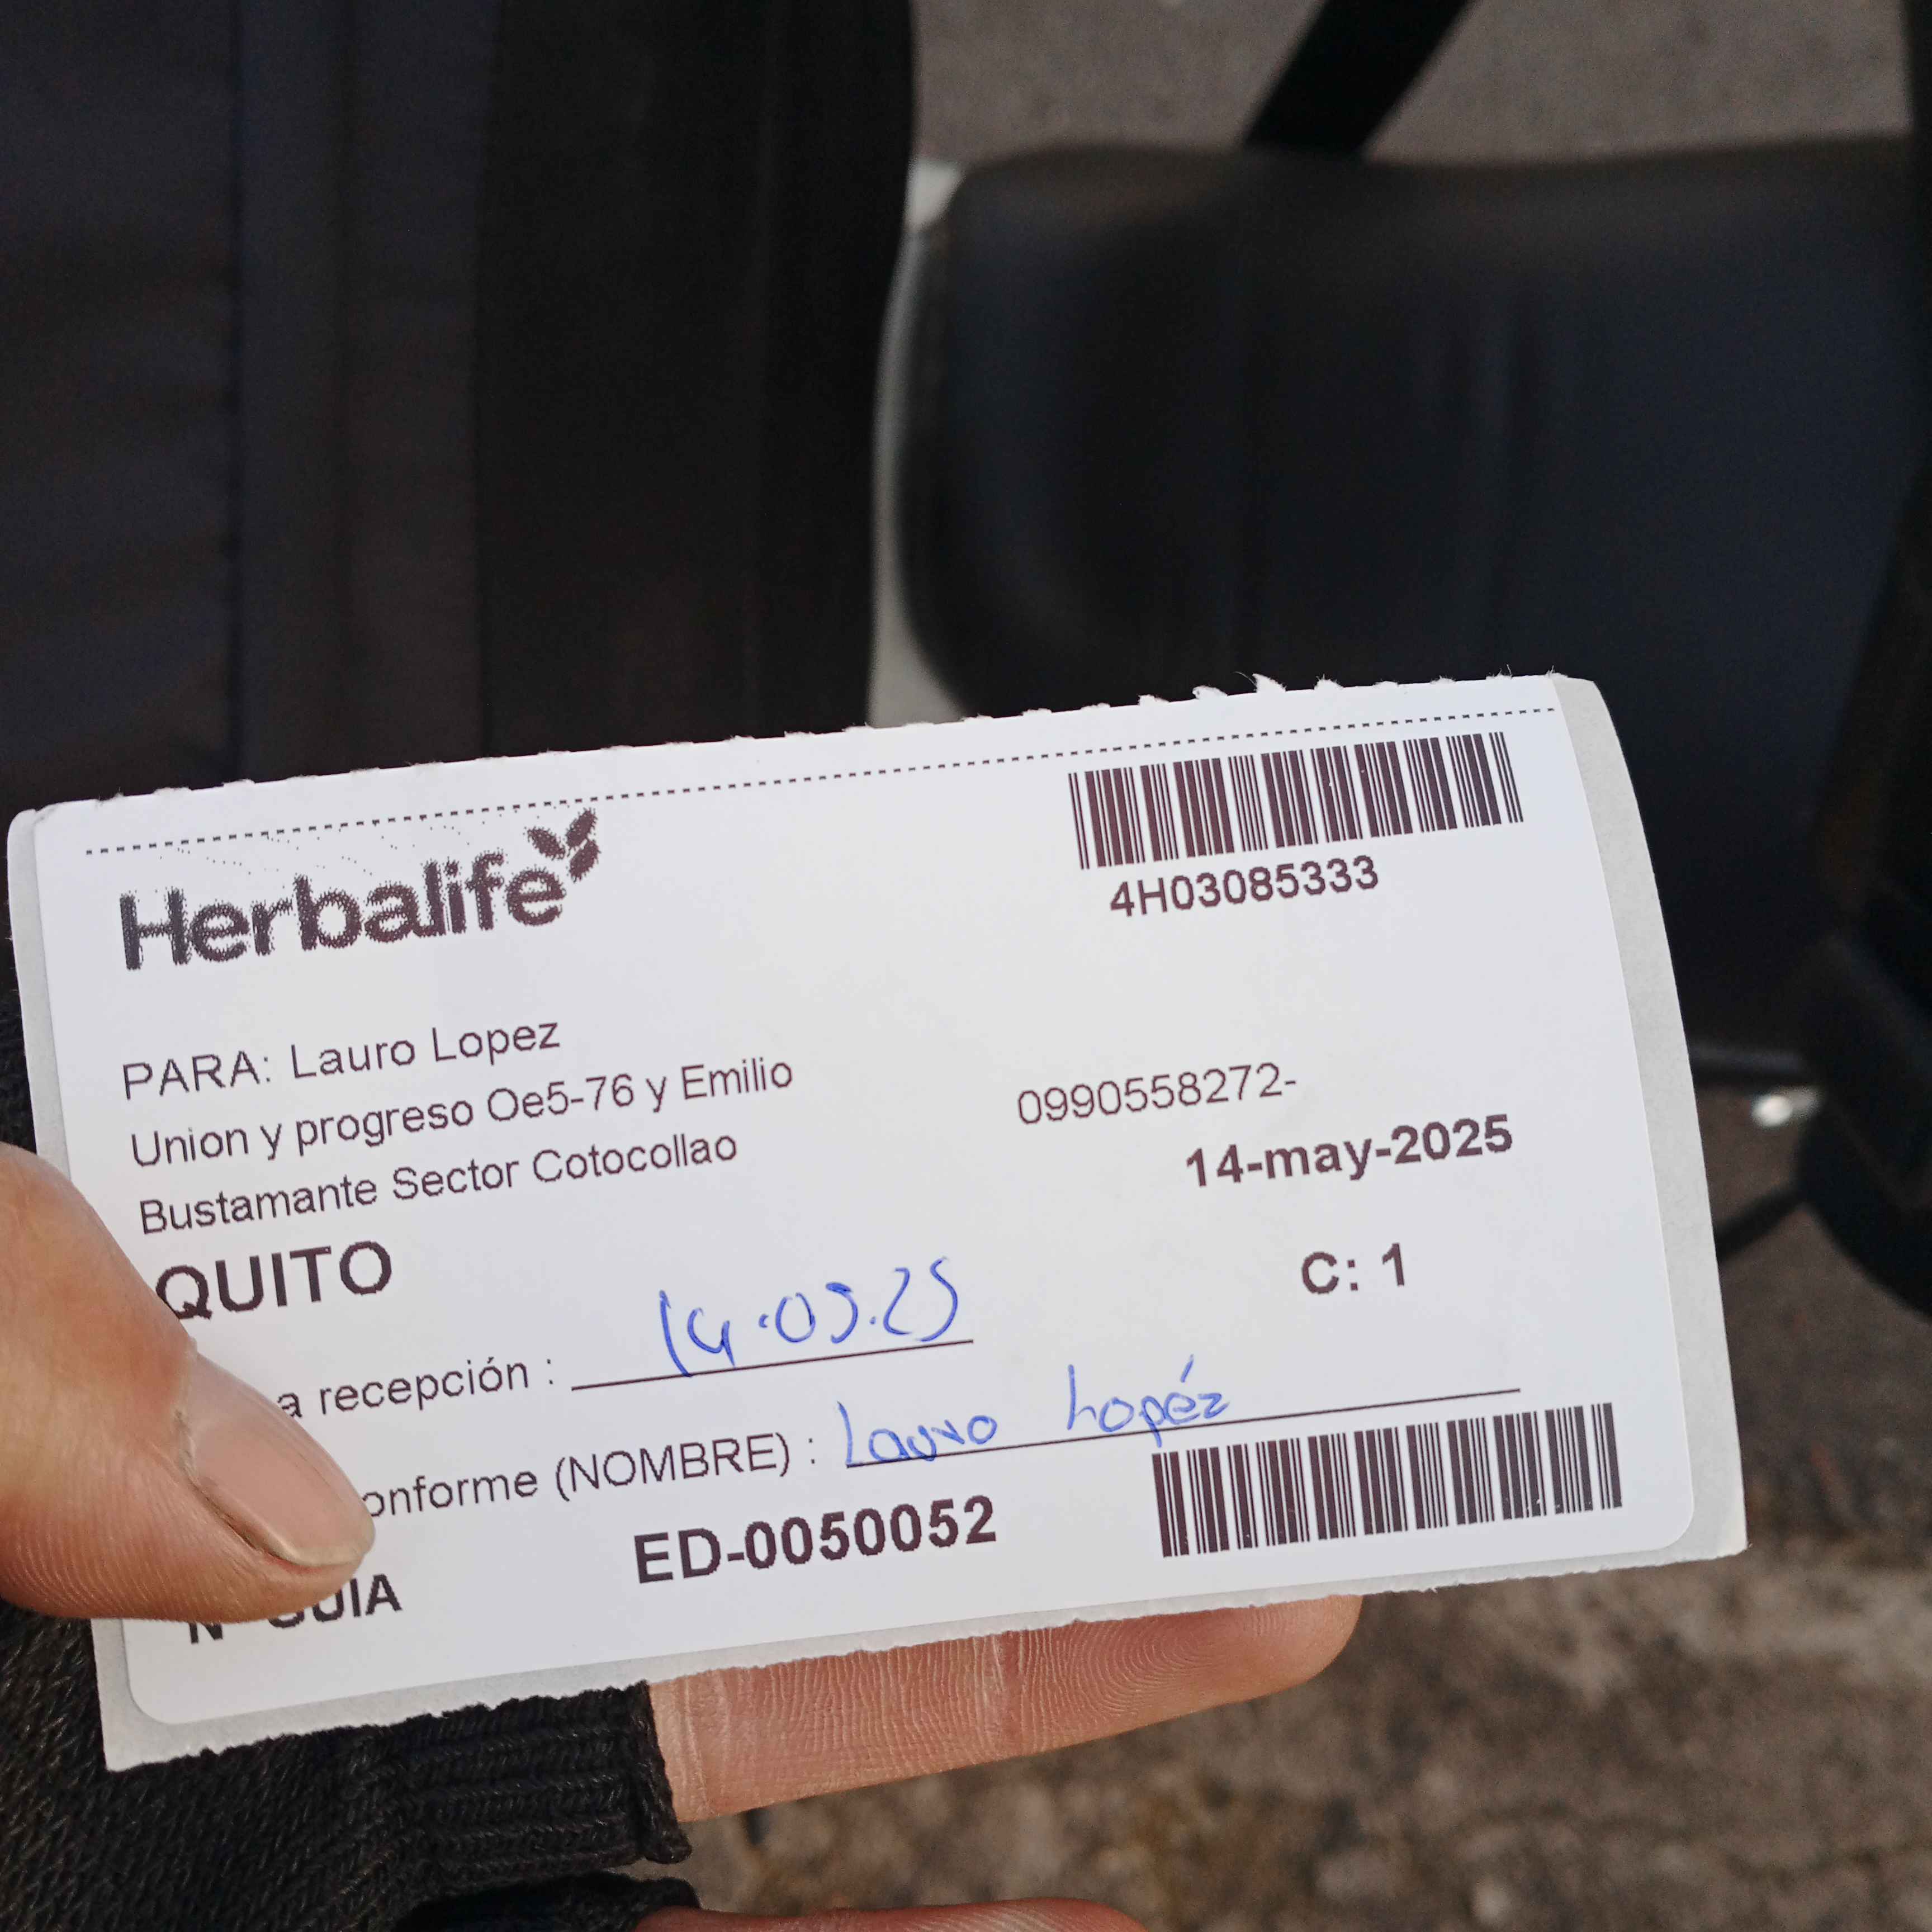 Herbalife
4H03085333
PARA: Lauro Lopez
Union y progreso Oe5-76 y Emilio
Bustamante Sector Cotocollao
0990558272-
14-may-2025
QUITO
C: 1
a recepción : 14.05.25
onforme (NOMBRE) : Lauro Lopéz
N° GUIA ED-0050052